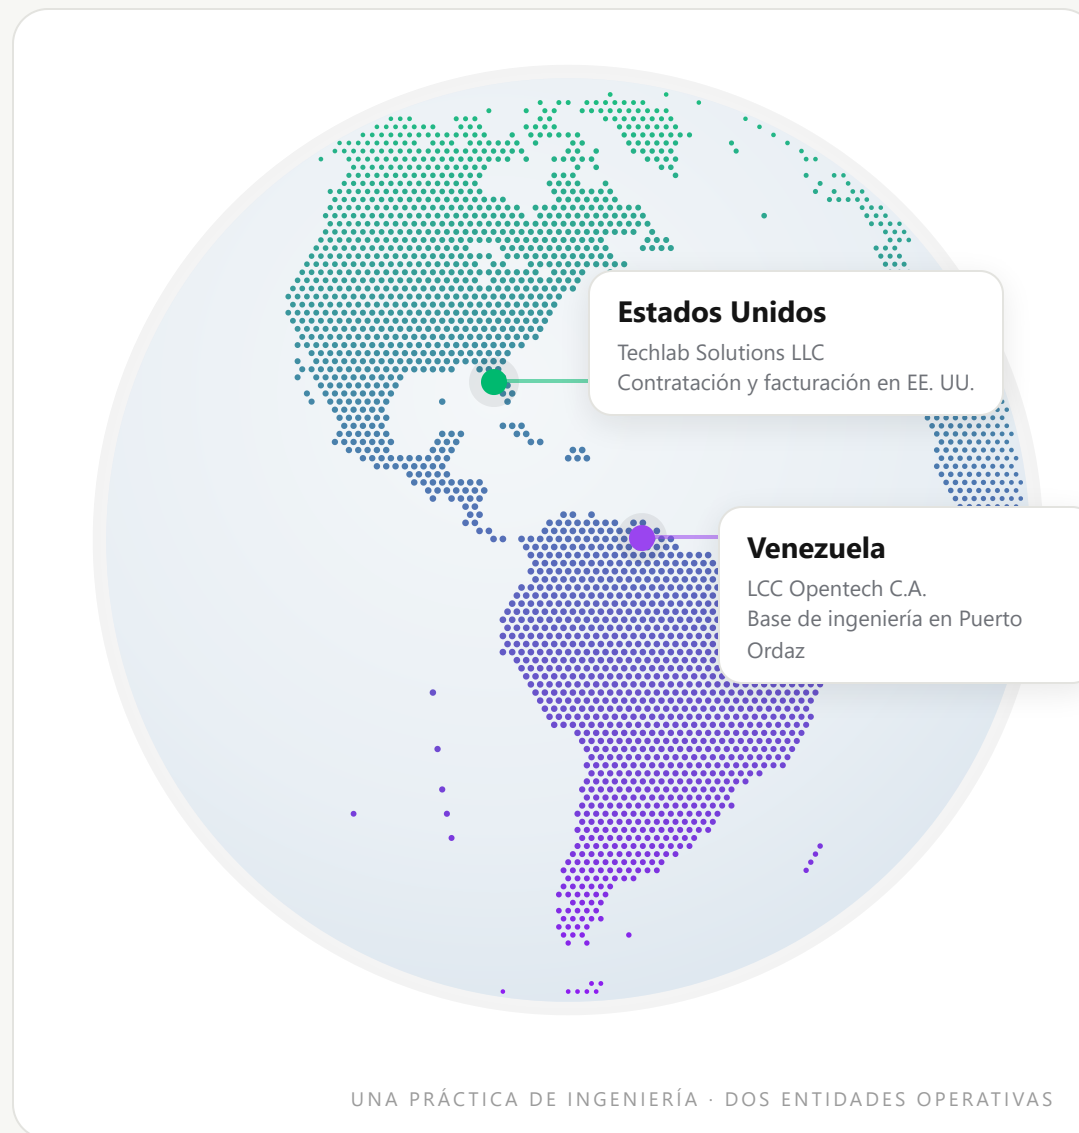 Estados Unidos
Techlab Solutions LLC
Contratación y facturación en EE. UU.
Venezuela
LCC Opentech C.A.
Base de ingeniería en Puerto
Ordaz
UNA PRÁCTICA DE INGENIERÍA · DOS ENTIDADES OPERATIVAS